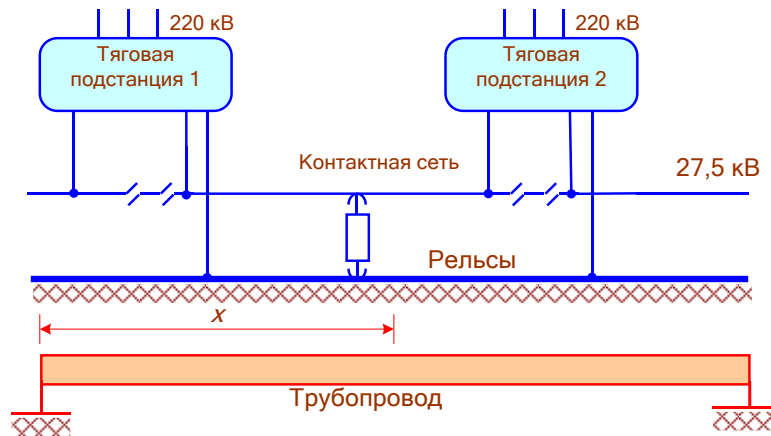 220 кВ
220 кВ
Тяговая
подстанция 1
Тяговая
подстанция 2
Контактная сеть
27,5 кВ
Рельсы
x
Трубопровод